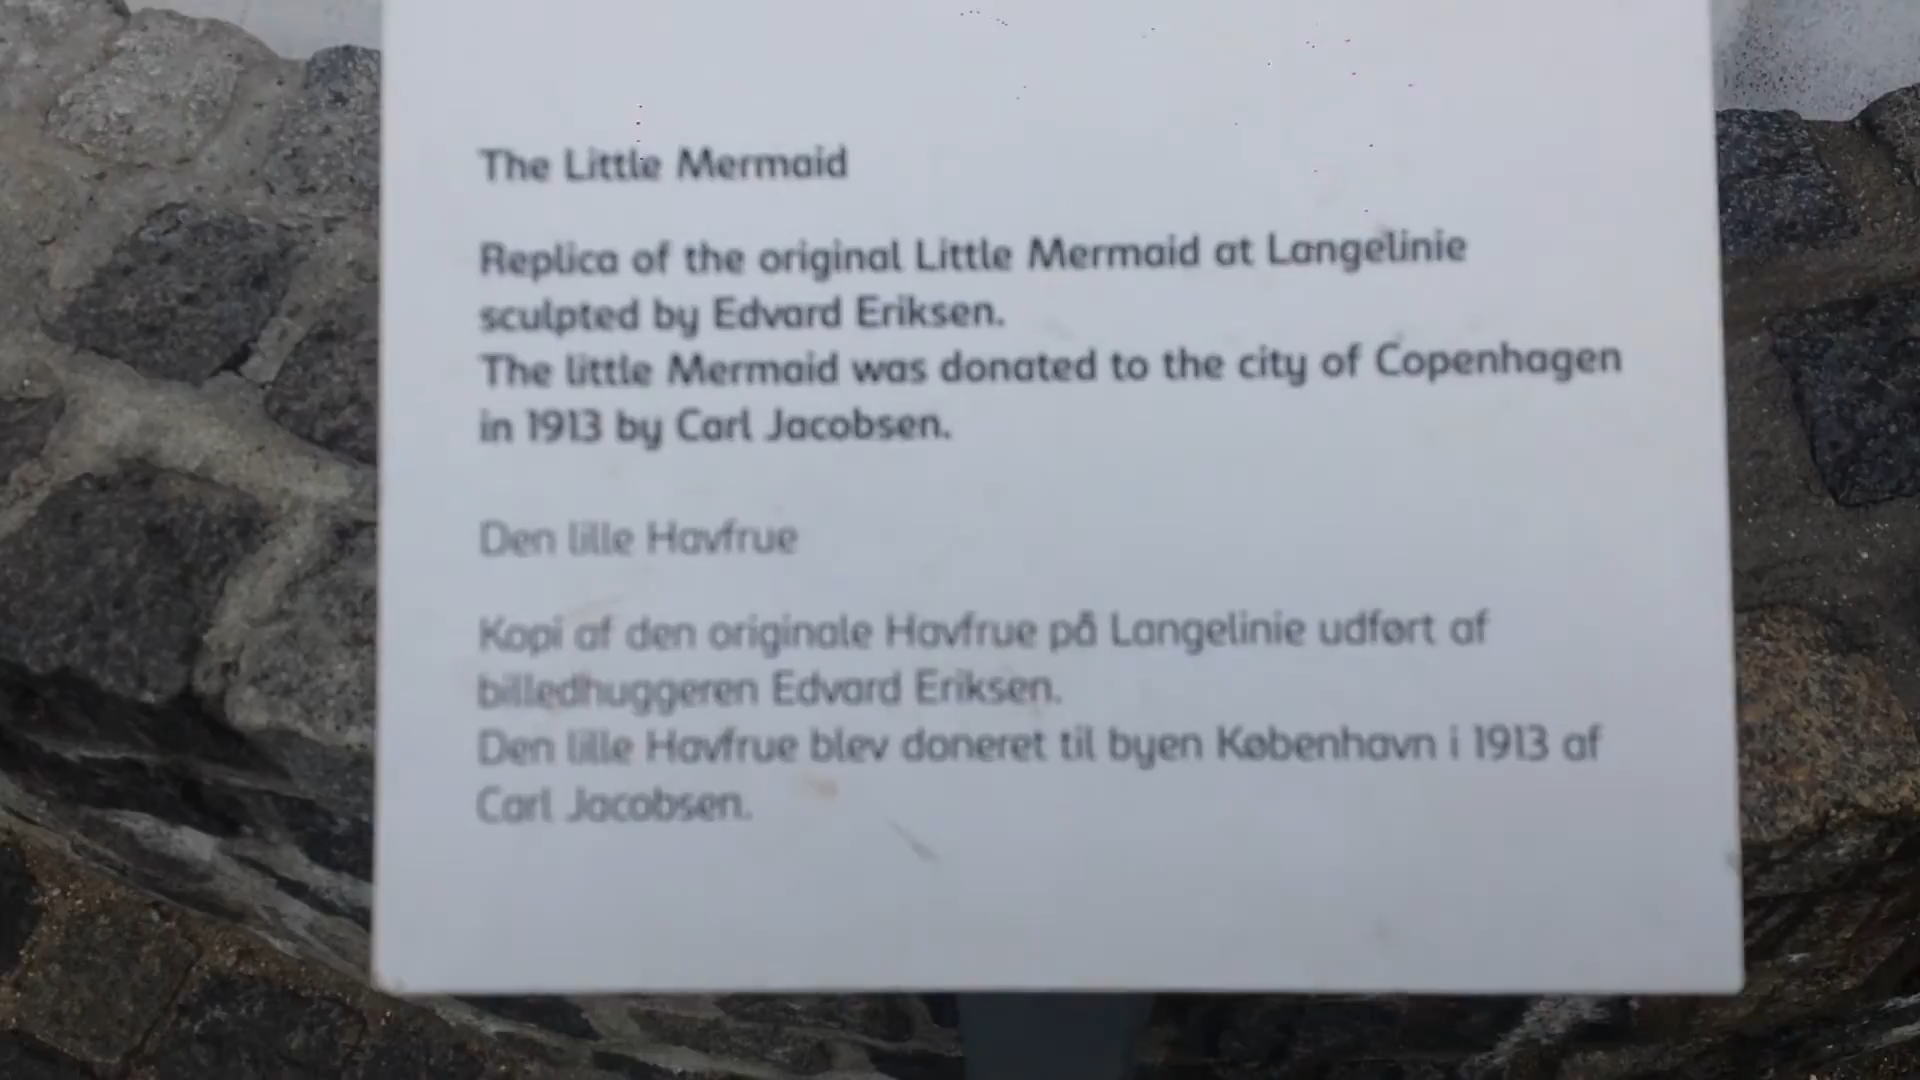 The Little Mermaid
Replica of the original Little Mermaid at Langelinie
sculpted by Edvard Eriksen.
The little Mermaid was donated to the city of Copenhagen
in 1913 by Carl Jacobsen.
Den lille Havfrue
Kopi af den originale Havfrue på Langelinie udført af
billedhuggeren Edvard Eriksen.
Den lille Havfrue blev doneret til byen København i 1913 af
Carl Jacobsen.